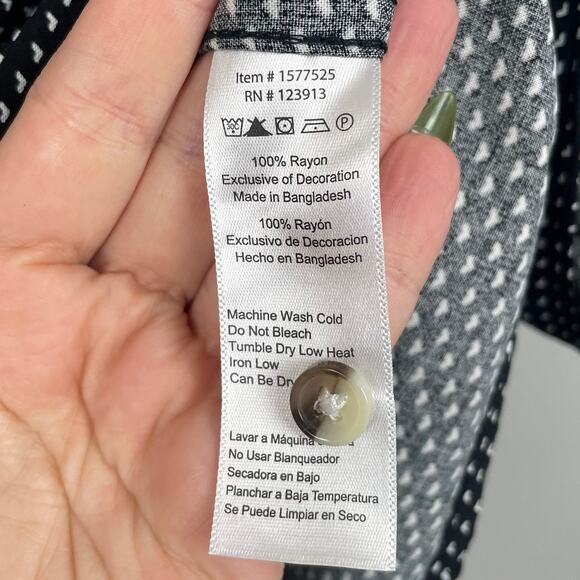 Item # 1577525
RN # 123913
30C
P
100% Rayon
Exclusive of Decoration
Made in Bangladesh
100% Rayón
Exclusivo de Decoracion
Hecho en Bangladesh
Machine Wash Cold
Do Not Bleach
Tumble Dry Low Heat
Iron Low
Can Be Dr
Lavar a Máquina
No Usar Blanqueador
Secadora en Bajo
Planchar a Baja Temperatura
Se Puede Limpiar en Seco